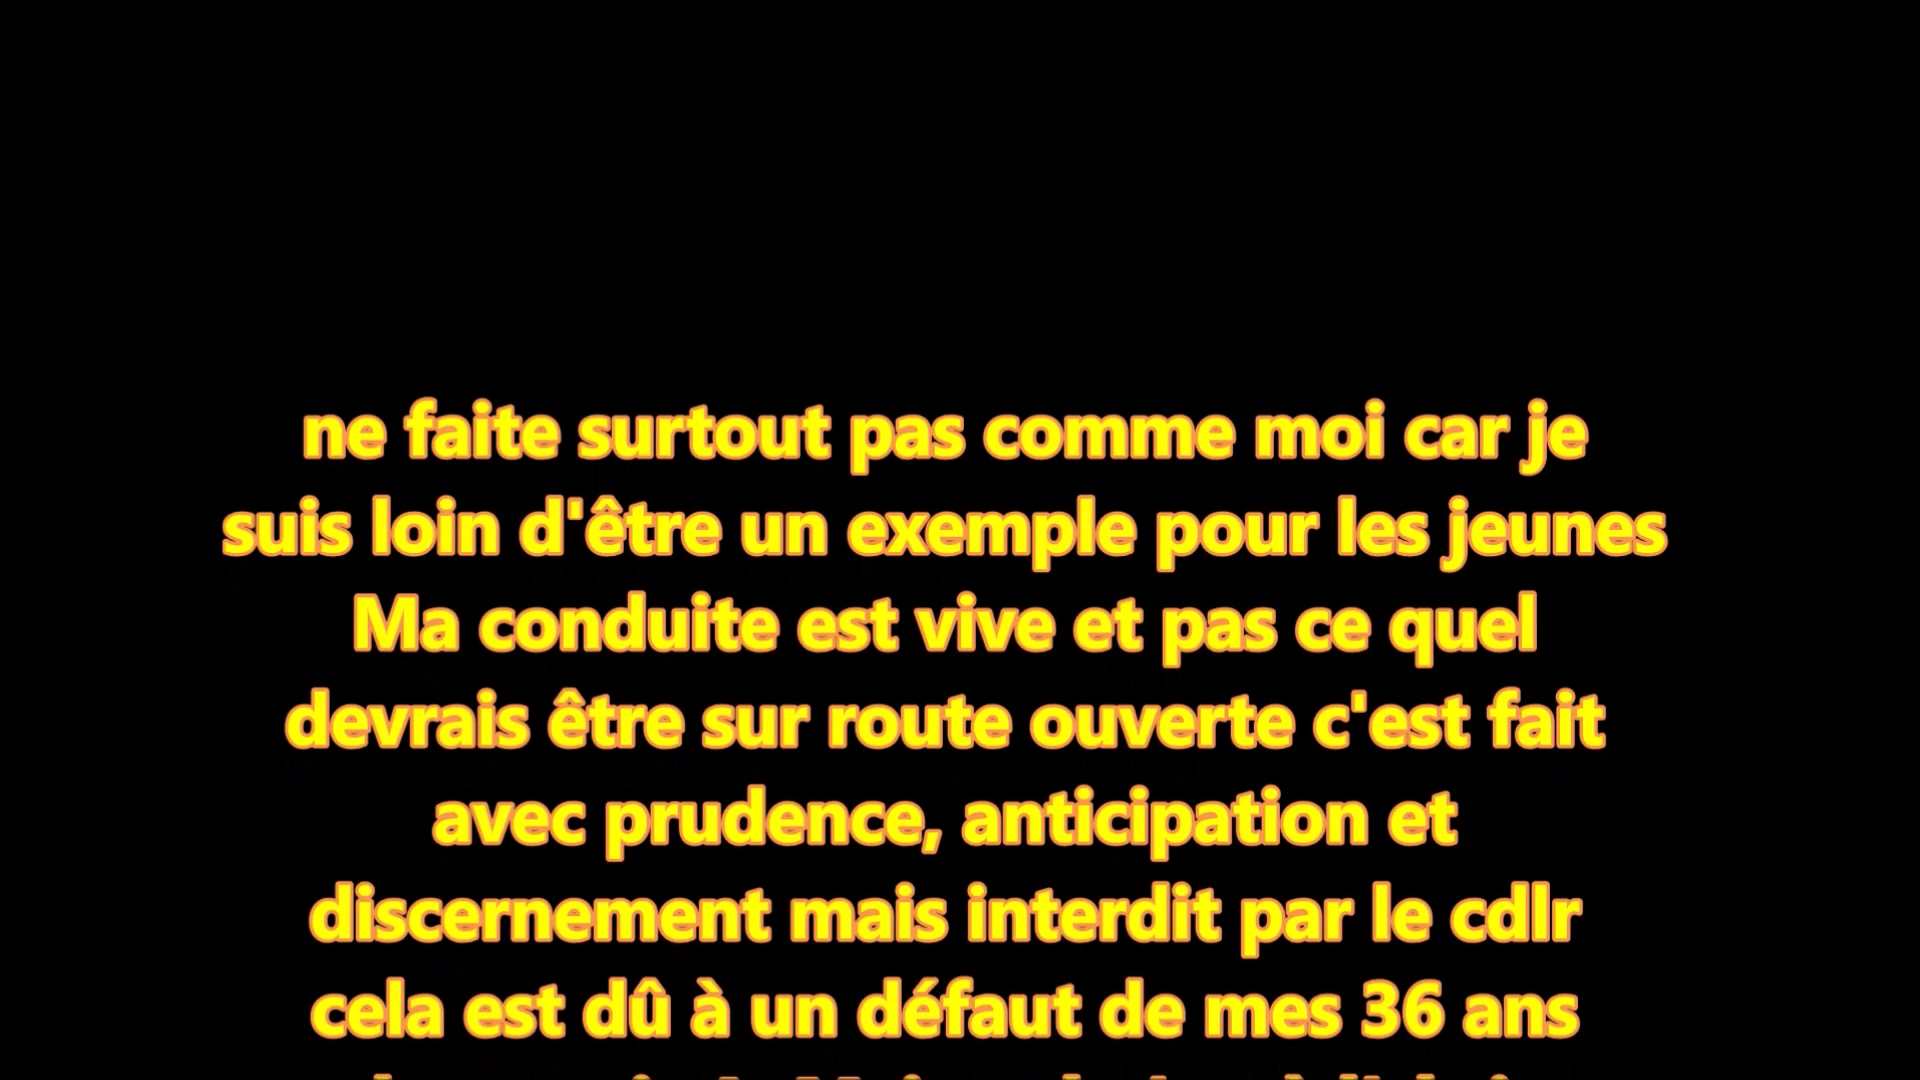 ne faite surtout pas comme moi car je
suis loin d'être un exemple pour les jeunes
Ma conduite est vive et pas ce quel
devrais être sur route ouverte c'est fait
avec prudence, anticipation et
discernement mais interdit par le cdlr
cela est dû à un défaut de mes 36 ans